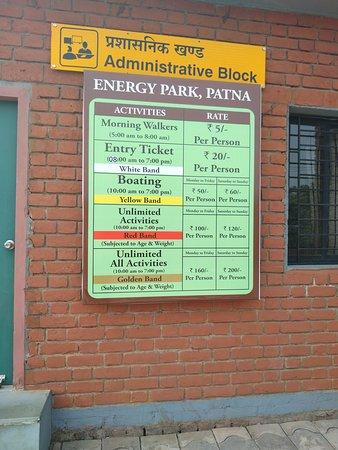 प्रशासनिक खण्ड
Administrative Block
ENERGY PARK, PATNA
ACTIVITIES RATE
Morning Walkers
(5:00 am to 8:00 am)
₹ 5/-
Per Person
Entry Ticket
(08:00 am to 7:00 pm)
White Band
₹ 20/-
Per Person
Boating
(10:00 am to 7:00 pm)
Yellow Band
Monday to Friday Saturday to Sunday
₹ 50/- ₹ 60/-
Per Person Per Person
Unlimited
Activities
(10:00 am to 7:00 pm)
Red Band
(Subjected to Age & Weight)
Monday to Friday Saturday to Sunday
₹ 100/- ₹ 120/-
Per Person Per Person
Unlimited
All Activities
(10:00 am to 7:00 pm)
Golden Band
(Subjected to Age & Weight)
Monday to Friday Saturday to Sunday
₹ 160/- ₹ 200/-
Per Person Per Person